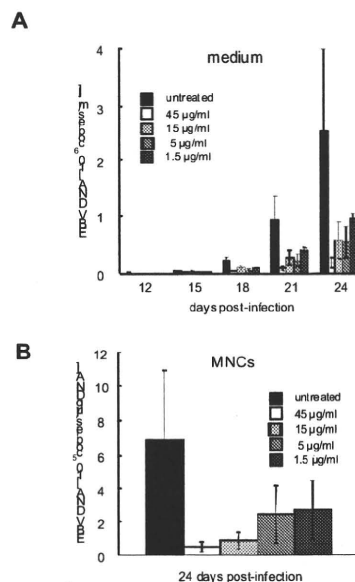 A
medium
4
3
2
1
0
untreated
45 µg/ml
15 µg/ml
5 µg/ml
1.5 µg/ml
12 15 18 21 24
days post-infection
B
MNCs
12
10
8
6
4
2
0
untreated
45 µg/ml
15 µg/ml
5 µg/ml
1.5 µg/ml
24 days post-infection